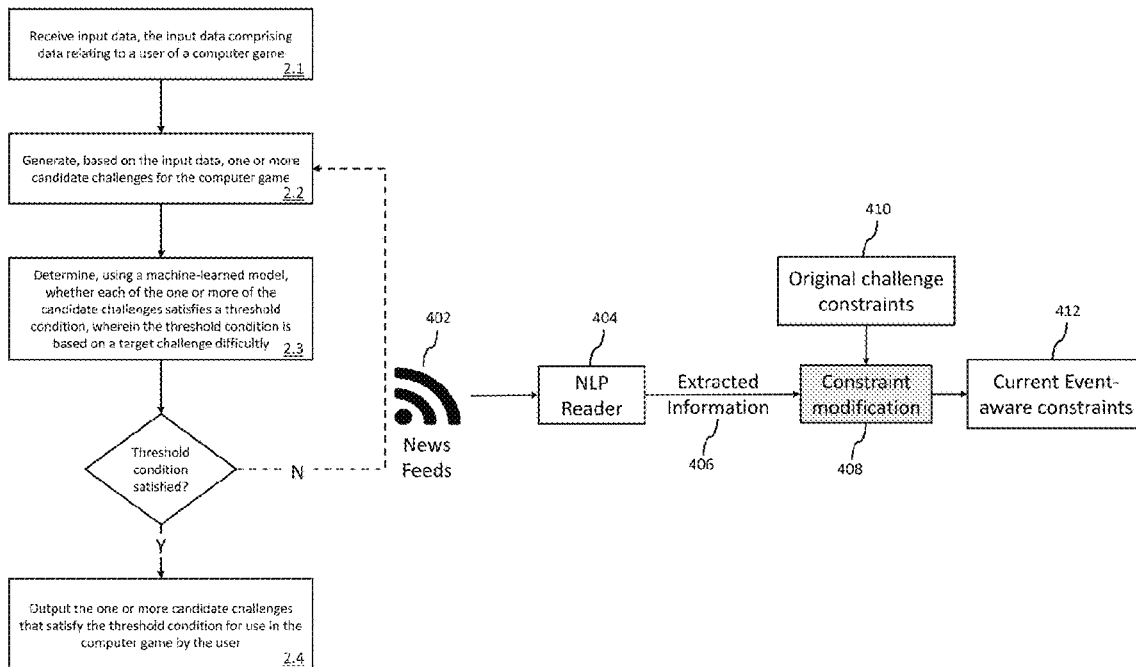 Receive input data, the input data comprising
data relating to a user of a computer game
2.1
Generate, based on the input data, one or more
candidate challenges for the computer game
2.2
Determine, using a machine-learned model,
whether each of the one or more of the
candidate challenges satisfies a threshold
condition, wherein the threshold condition is
based on a target challenge difficultly
2.3
Threshold
condition
satisfied?
N
Y
Output the one or more candidate challenges
that satisfy the threshold condition for use in the
computer game by the user
2.4
402
News
Feeds
404
NLP
Reader
Extracted
Information
406
410
Original challenge
constraints
Constraint
modification
408
412
Current Event-
aware constraints